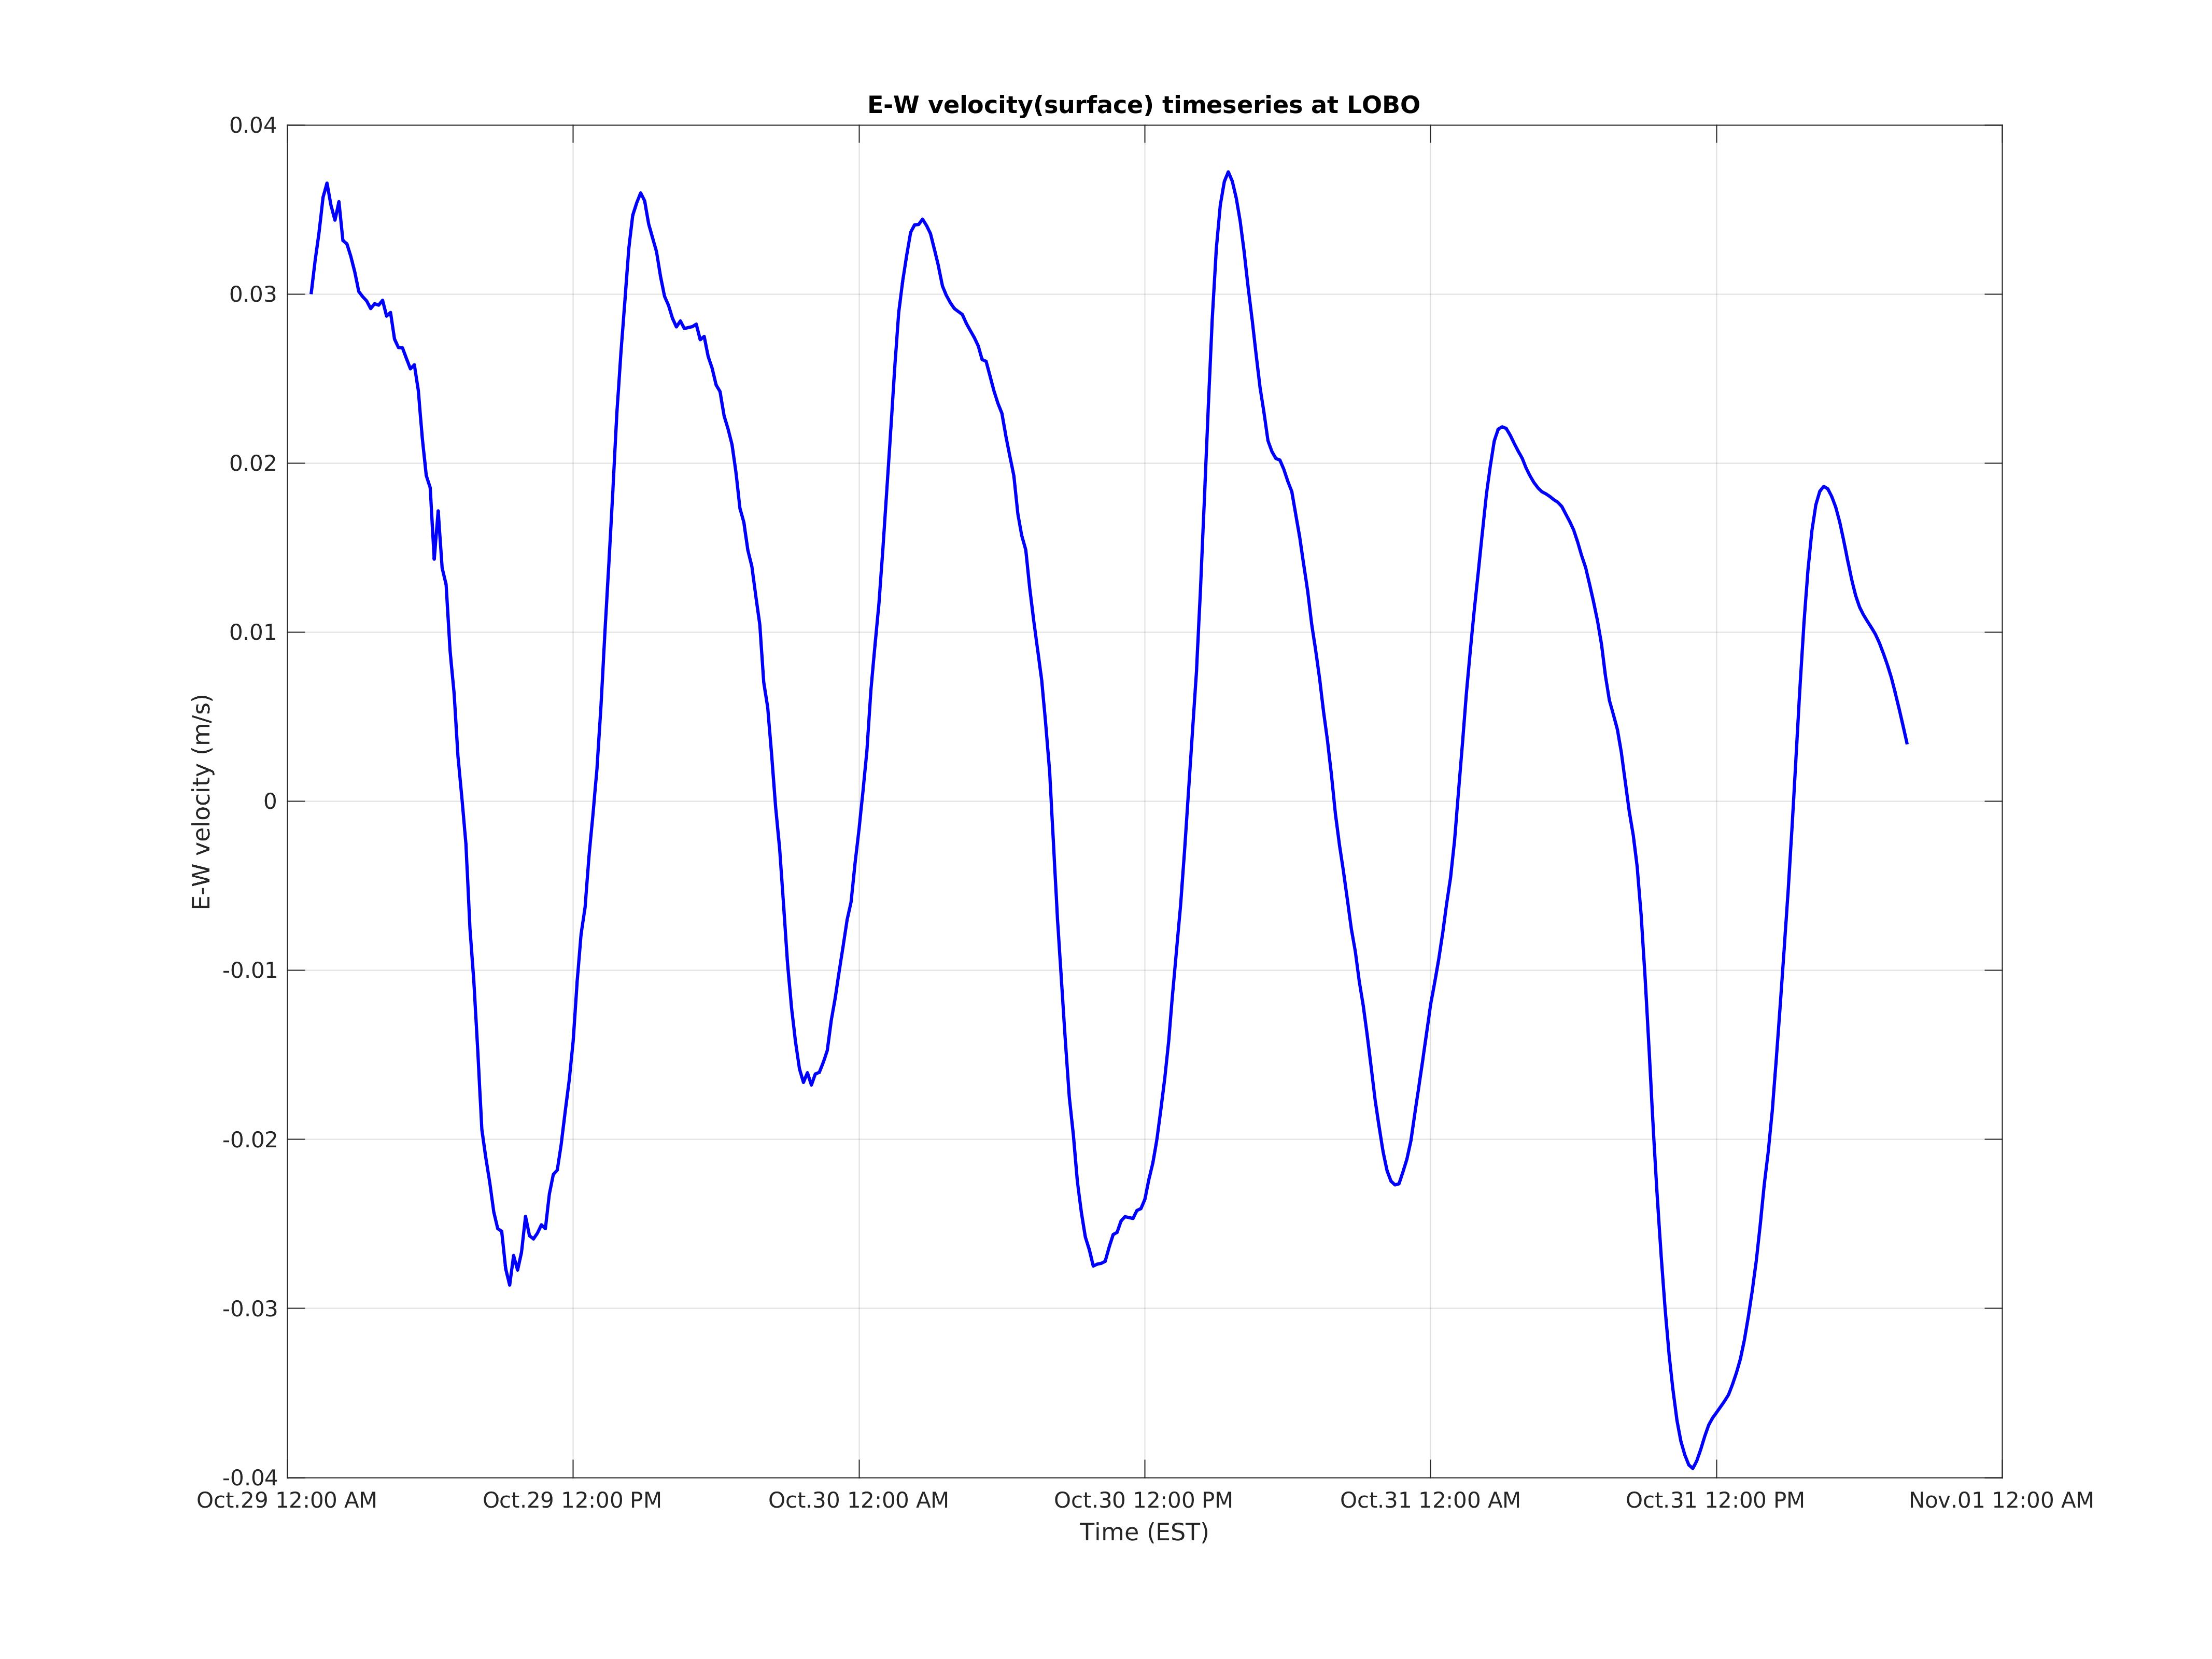 E-W velocity(surface) timeseries at LOBO
E-W velocity (m/s)
0.04
0.03
0.02
0.01
0
-0.01
-0.02
-0.03
-0.04
Oct.29 12:00 AM
Oct.29 12:00 PM
Oct.30 12:00 AM
Oct.30 12:00 PM
Oct.31 12:00 AM
Oct.31 12:00 PM
Nov.01 12:00 AM
Time (EST)